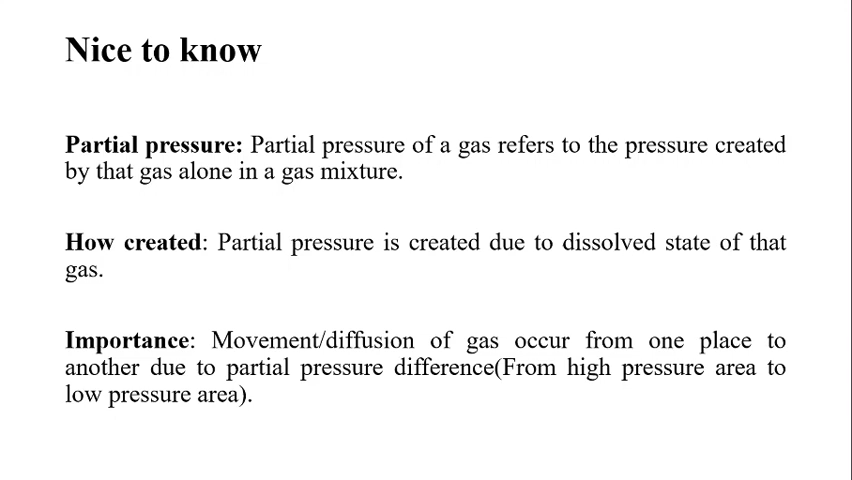 Nice to know
Partial pressure: Partial pressure of a gas refers to the pressure created
by that gas alone in a gas mixture.
How created: Partial pressure is created due to dissolved state of that
gas.
Importance: Movement/diffusion of gas occur from one place to
another due to partial pressure difference(From high pressure area to
low pressure area).